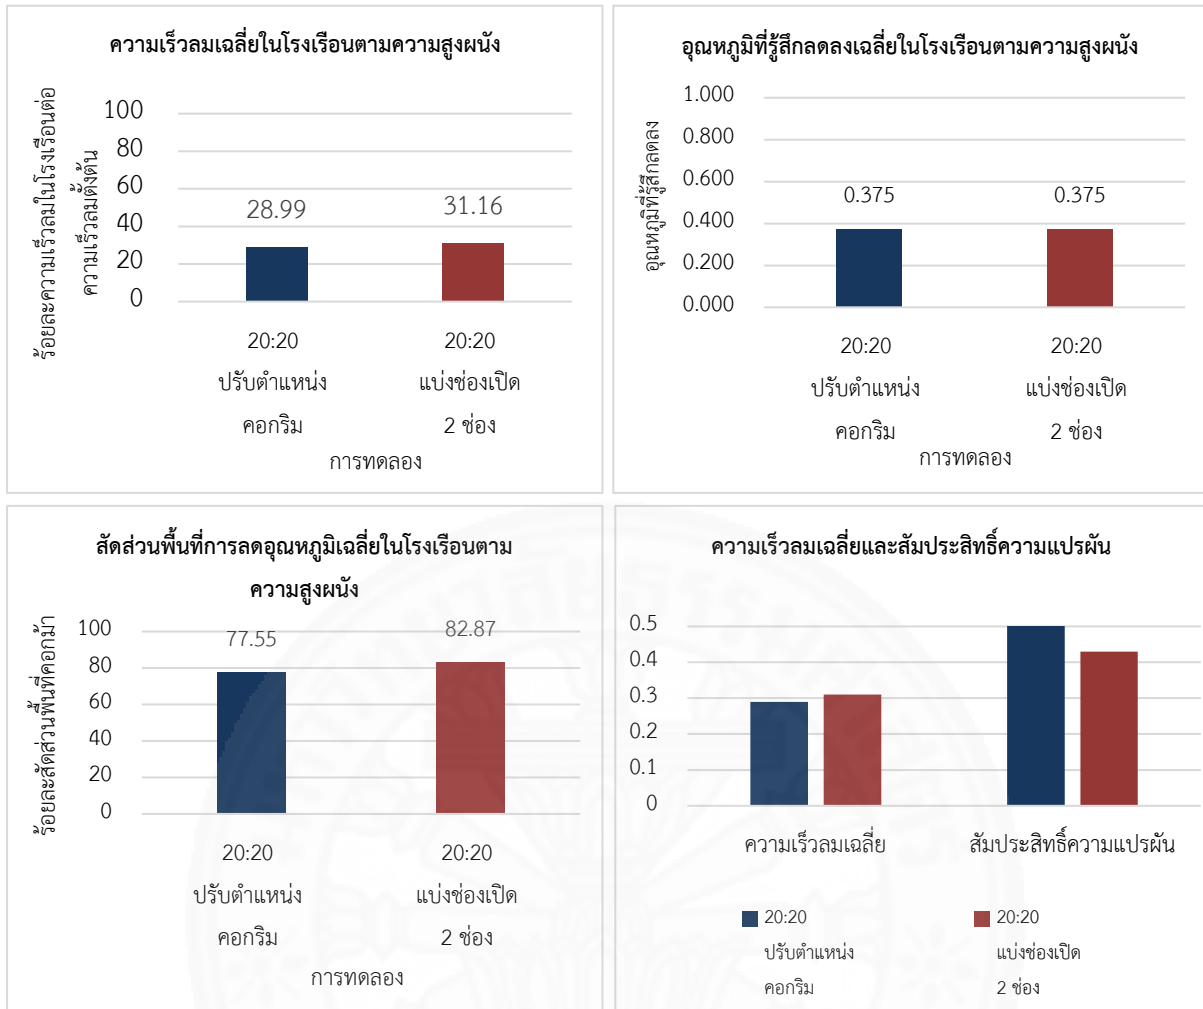 ความเร็วลมเฉลี่ยในโรงเรือนตามความสูงผนัง
ร้อยละความเร็วลมในโรงเรือนต่อ
ความเร็วลมตั้งต้น
100
80
60
40
20
0
28.99
31.16
20:20
ปรับตำแหน่ง
คอกริม
20:20
แบ่งช่องเปิด
2 ช่อง
การทดลอง
อุณหภูมิที่รู้สึกลดลงเฉลี่ยในโรงเรือนตามความสูงผนัง
อุณหภูมิที่รู้สึกลดลง
1.000
0.800
0.600
0.400
0.200
0.000
0.375
0.375
20:20
ปรับตำแหน่ง
คอกริม
20:20
แบ่งช่องเปิด
2 ช่อง
การทดลอง
สัดส่วนพื้นที่การลดอุณหภูมิเฉลี่ยในโรงเรือนตาม
ความสูงผนัง
ร้อยละสัดส่วนพื้นที่คอกม้า
100
80
60
40
20
0
77.55
82.87
20:20
ปรับตำแหน่ง
คอกริม
20:20
แบ่งช่องเปิด
2 ช่อง
การทดลอง
ความเร็วลมเฉลี่ยและสัมประสิทธิ์ความแปรผัน
0.5
0.4
0.3
0.2
0.1
0
ความเร็วลมเฉลี่ย
สัมประสิทธิ์ความแปรผัน
20:20
ปรับตำแหน่ง
คอกริม
20:20
แบ่งช่องเปิด
2 ช่อง